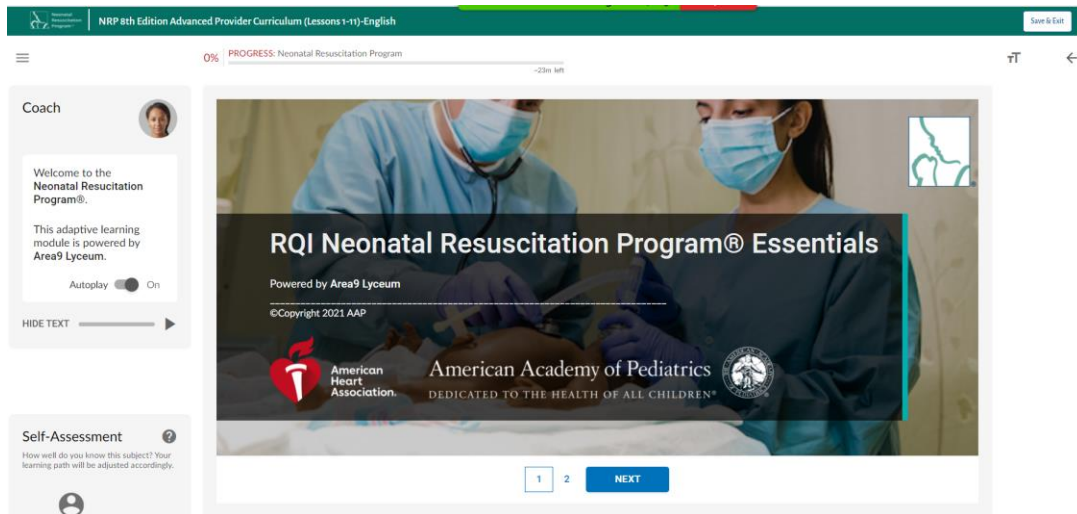 Neonatal
Resuscitation
Program
NRP 8th Edition Advanced Provider Curriculum (Lessons 1-11)-English
Save & Exit
0%
PROGRESS: Neonatal Resuscitation Program
~23m left
TT
Coach
Welcome to the
Neonatal Resucitation
Program®.
This adaptive learning
module is powered by
Area9 Lyceum.
Autoplay On
HIDE TEXT
RQI Neonatal Resuscitation Program® Essentials
Powered by Area9 Lyceum
©Copyright 2021 AAP
American
Heart
Association.
American Academy of Pediatrics
DEDICATED TO THE HEALTH OF ALL CHILDREN®
Self-Assessment ?
How well do you know this subject? Your
learning path will be adjusted accordingly.
1 2 NEXT